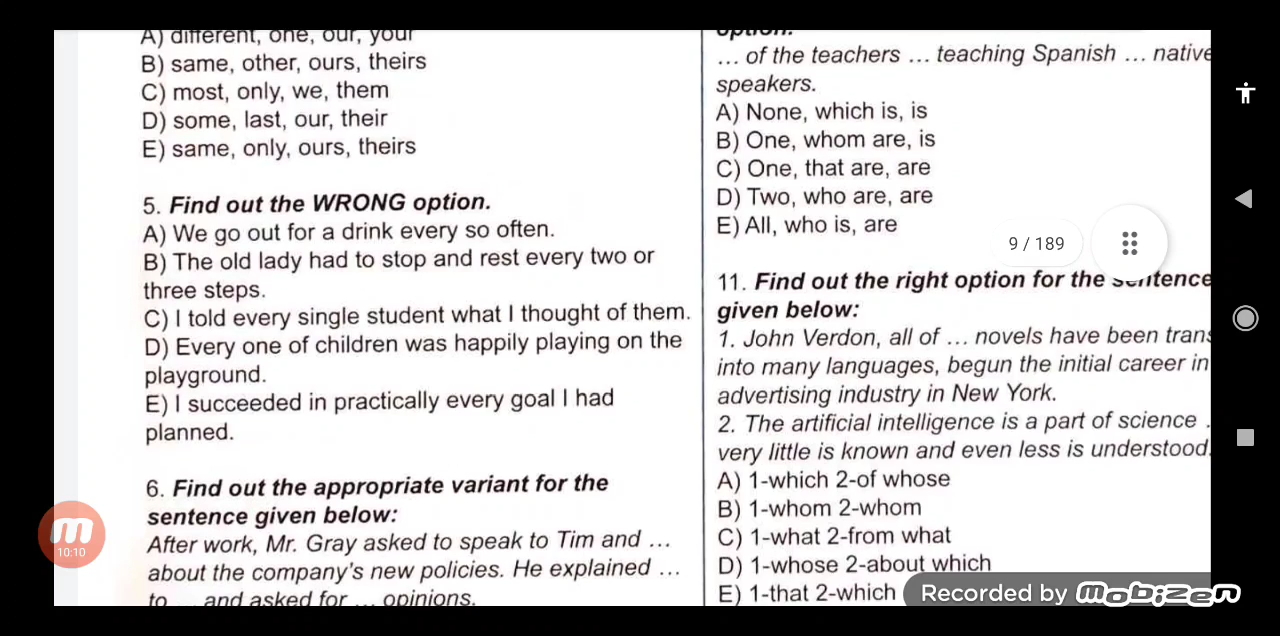 A) different, one, our, your
B) same, other, ours, theirs
C) most, only, we, them
D) some, last, our, their
E) same, only, ours, theirs
5. Find out the WRONG option.
A) We go out for a drink every so often.
B) The old lady had to stop and rest every two or
three steps.
C) I told every single student what I thought of them.
D) Every one of children was happily playing on the
playground.
E) I succeeded in practically every goal I had
planned.
6. Find out the appropriate variant for the
sentence given below:
After work, Mr. Gray asked to speak to Tim and …
about the company's new policies. He explained …
to … and asked for … opinions.
option.
… of the teachers … teaching Spanish … native
speakers.
A) None, which is, is
B) One, whom are, is
C) One, that are, are
D) Two, who are, are
E) All, who is, are
11. Find out the right option for the sentence
given below:
1. John Verdon, all of … novels have been trans
into many languages, begun the initial career in
advertising industry in New York.
2. The artificial intelligence is a part of science .
very little is known and even less is understood.
A) 1-which 2-of whose
B) 1-whom 2-whom
C) 1-what 2-from what
D) 1-whose 2-about which
E) 1-that 2-which
9 / 189
10:10
Recorded by Mobizen